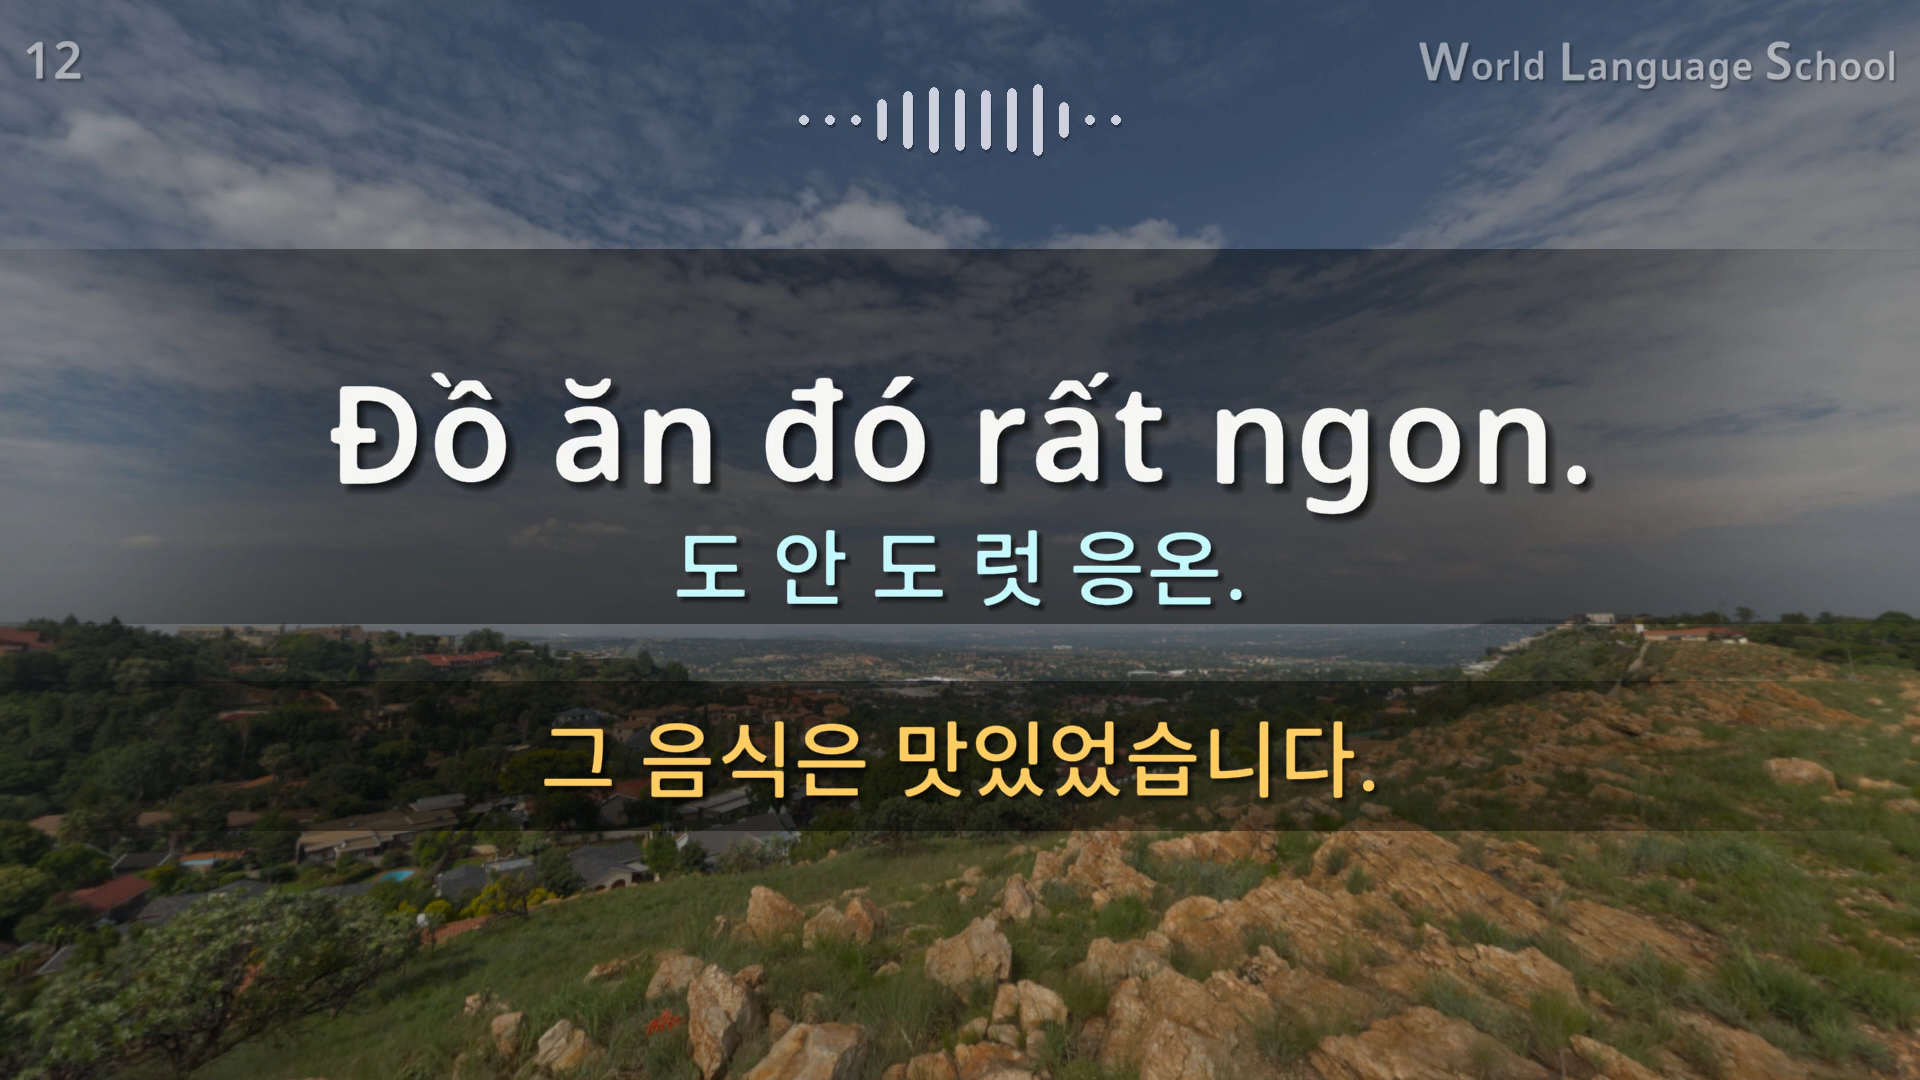 12
World Language School
Đồ ăn đó rất ngon.
도 안 도 럿 응온.
그 음식은 맛있었습니다.